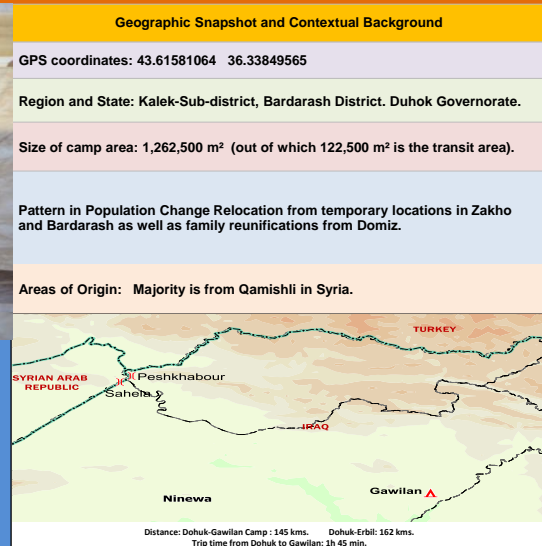 Geographic Snapshot and Contextual Background
GPS coordinates: 43.61581064 36.33849565
Region and State: Kalek-Sub-district, Bardarash District. Duhok Governorate.
Size of camp area: 1,262,500 m² (out of which 122,500 m² is the transit area).
Pattern in Population Change Relocation from temporary locations in Zakho
and Bardarash as well as family reunifications from Domiz.
Areas of Origin: Majority is from Qamishli in Syria.
TURKEY
SYRIAN ARAB
REPUBLIC
Peshkhabour
Sahela
IRAQ
Ninewa
Gawilan
Distance: Dohuk-Gawilan Camp : 145 kms. Dohuk-Erbil: 162 kms.
Trip time from Dohuk to Gawilan: 1h 45 min.